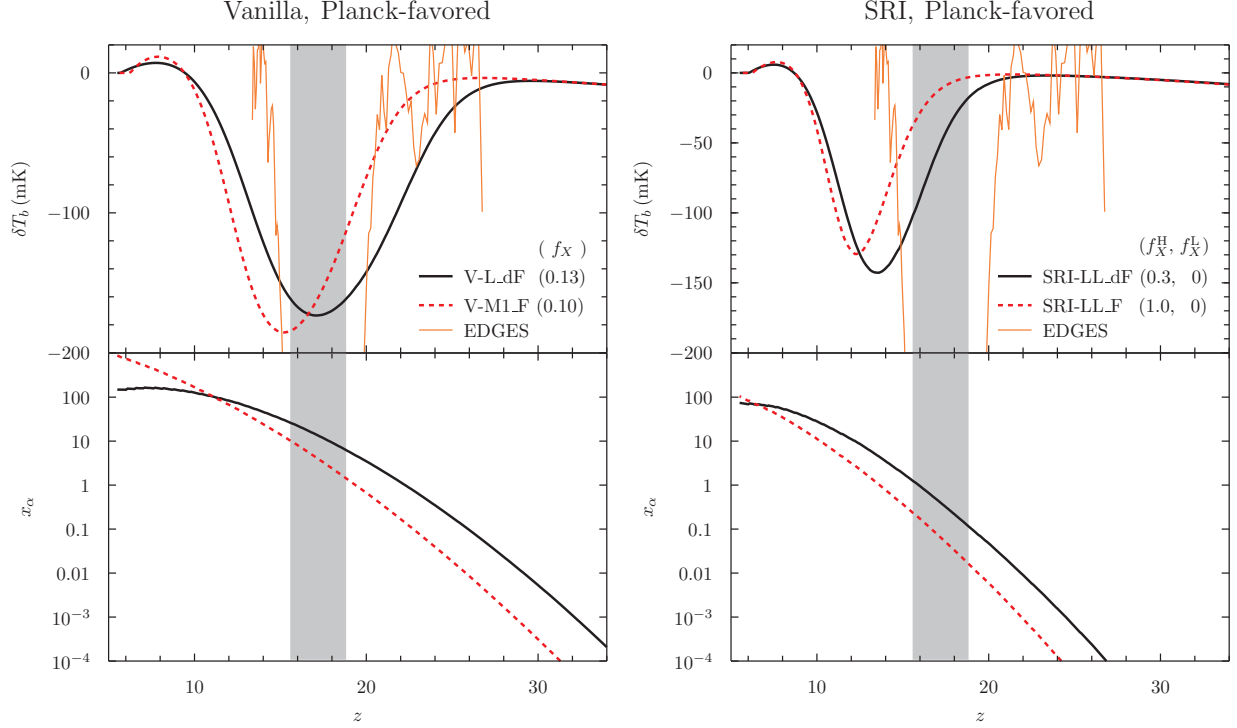 Vanilla, Planck-favored
0
−100
−200
δT_b (mK)
( f_X )
V-L_dF (0.13)
V-M1_F (0.10)
EDGES
100
10
1
0.1
0.01
10^−3
10^−4
x_α
10 20 30
z
SRI, Planck-favored
0
−50
−100
−150
−200
δT_b (mK)
(f_X^H, f_X^L)
SRI-LL_dF (0.3, 0)
SRI-LL_F (1.0, 0)
EDGES
100
10
1
0.1
0.01
10^−3
10^−4
x_α
10 20 30
z